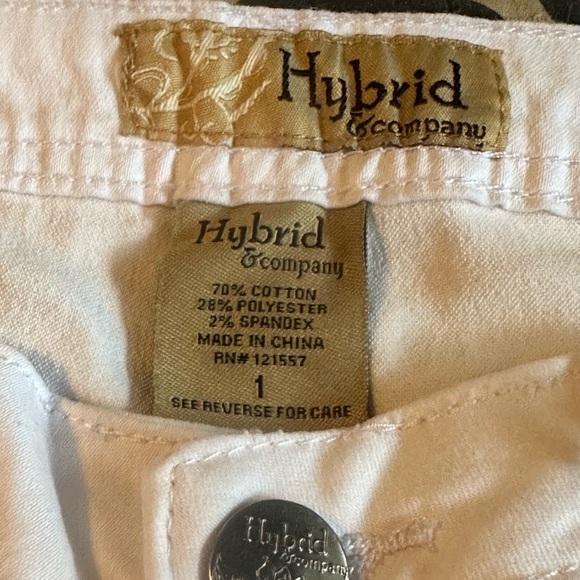 Hybrid
&company
Hybrid
&company
70% COTTON
28% POLYESTER
2% SPANDEX
MADE IN CHINA
RN# 121557
1
SEE REVERSE FOR CARE
Hybrid
&company